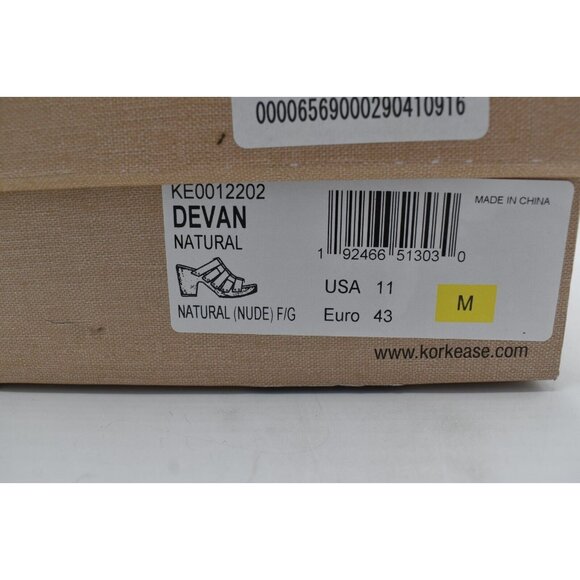 00006569000290410916
KE0012202
DEVAN
NATURAL
NATURAL (NUDE) F/G
1 92466 51303 0
MADE IN CHINA
USA 11
Euro 43
M
www.korkease.com